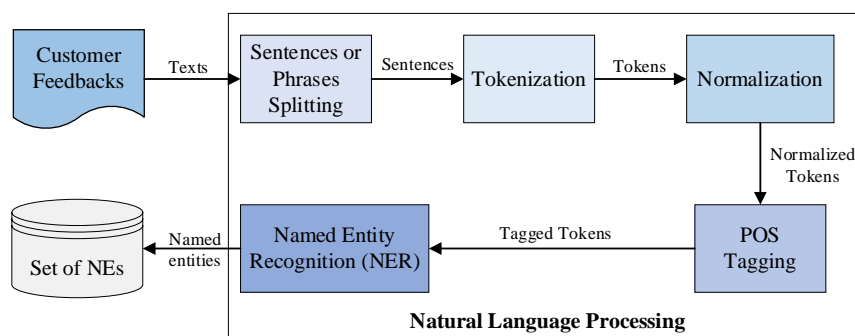 Customer
Feedbacks
Texts
Sentences or
Phrases
Splitting
Sentences
Tokenization
Tokens
Normalization
Normalized
Tokens
POS
Tagging
Tagged Tokens
Named Entity
Recognition (NER)
Named
entities
Set of NEs
Natural Language Processing